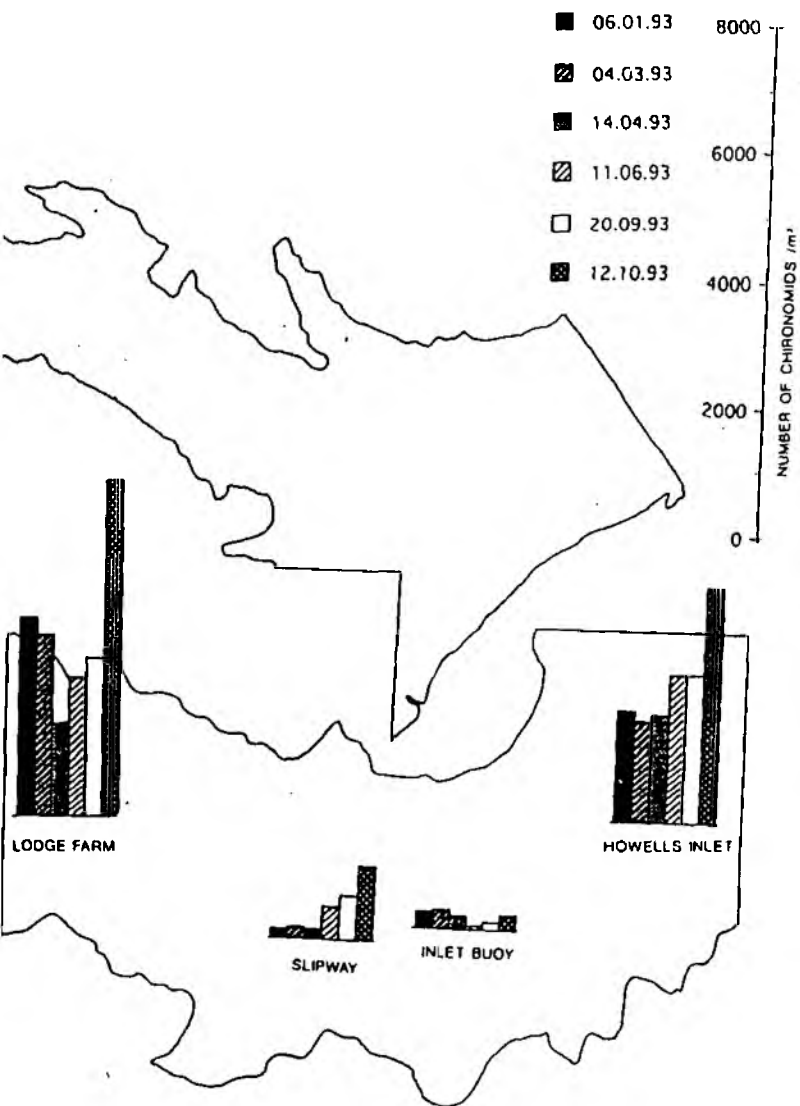 06.01.93
04.03.93
14.04.93
11.06.93
20.09.93
12.10.93
8000
6000
4000
2000
0
NUMBER OF CHIRONOMIDS /m²
LODGE FARM
HOWELLS INLET
SLIPWAY
INLET BUOY